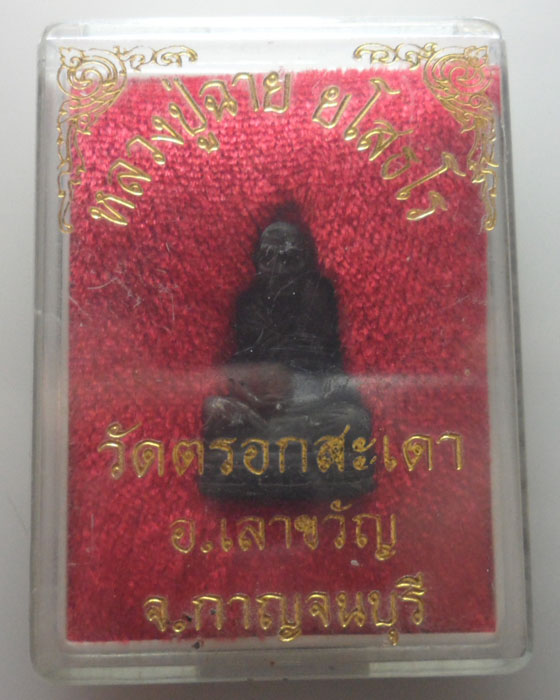 หลวงปู่ฉาย ยโสธโร
วัดตรอกสะเดา
อ.เลาขวัญ
จ.กาญจนบุรี